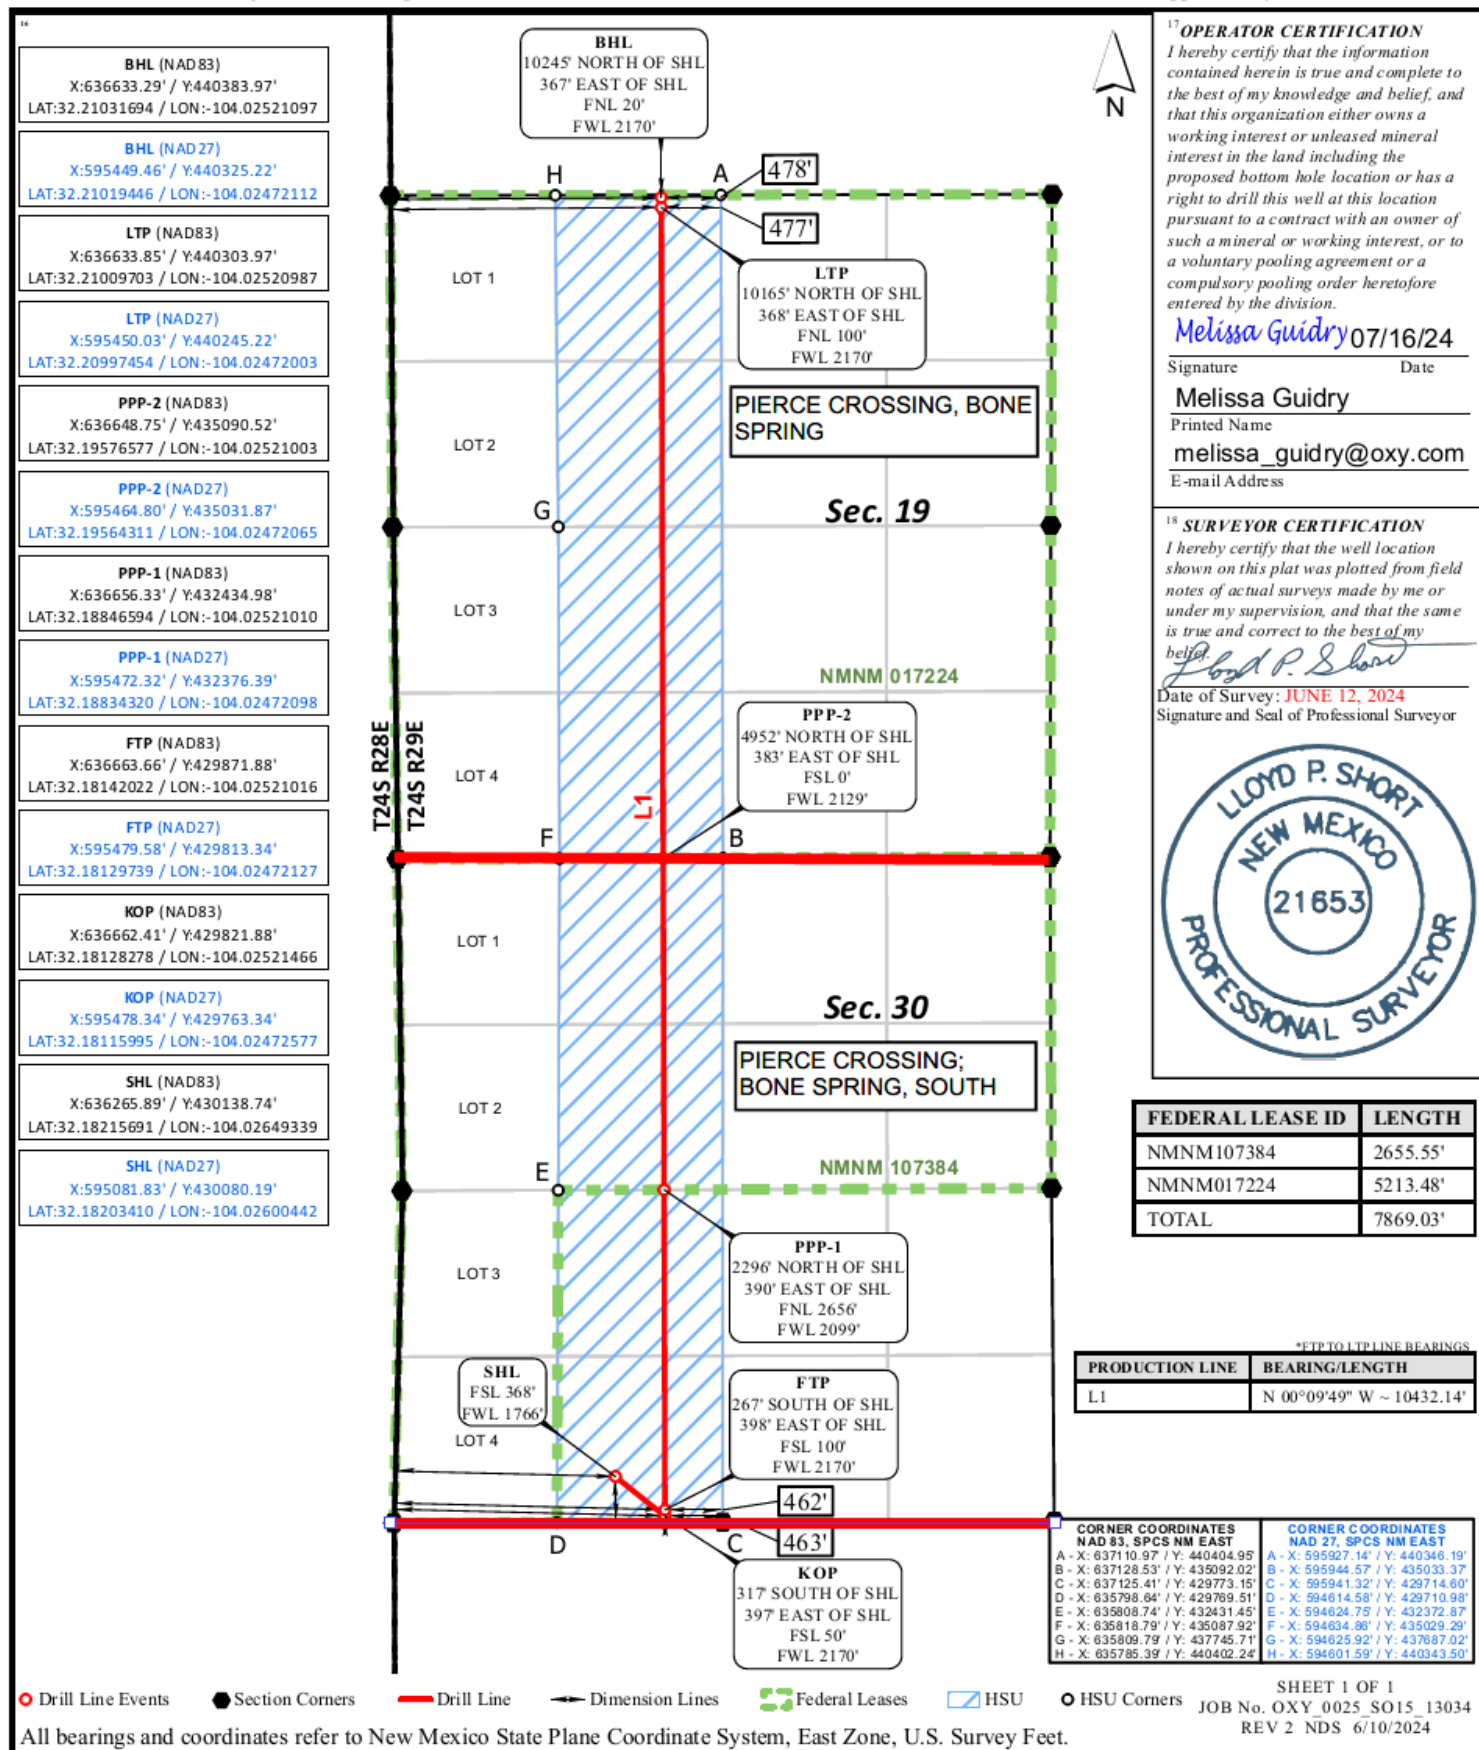 16
BHL (NAD83)
X:636633.29' / Y:440383.97'
LAT:32.21031694 / LON:-104.02521097
BHL (NAD27)
X:595449.46' / Y:440325.22'
LAT:32.21019446 / LON:-104.02472112
LTP (NAD83)
X:636633.85' / Y:440303.97'
LAT:32.21009703 / LON:-104.02520987
LTP (NAD27)
X:595450.03' / Y:440245.22'
LAT:32.20997454 / LON:-104.02472003
PPP-2 (NAD83)
X:636648.75' / Y:435090.52'
LAT:32.19576577 / LON:-104.02521003
PPP-2 (NAD27)
X:595464.80' / Y:435031.87'
LAT:32.19564311 / LON:-104.02472065
PPP-1 (NAD83)
X:636656.33' / Y:432434.98'
LAT:32.18846594 / LON:-104.02521010
PPP-1 (NAD27)
X:595472.32' / Y:432376.39'
LAT:32.18834320 / LON:-104.02472098
FTP (NAD83)
X:636663.66' / Y:429871.88'
LAT:32.18142022 / LON:-104.02521016
FTP (NAD27)
X:595479.58' / Y:429813.34'
LAT:32.18129739 / LON:-104.02472127
KOP (NAD83)
X:636662.41' / Y:429821.88'
LAT:32.18128278 / LON:-104.02521466
KOP (NAD27)
X:595478.34' / Y:429763.34'
LAT:32.18115995 / LON:-104.02472577
SHL (NAD83)
X:636265.89' / Y:430138.74'
LAT:32.18215691 / LON:-104.02649339
SHL (NAD27)
X:595081.83' / Y:430080.19'
LAT:32.18203410 / LON:-104.02600442
BHL
10245' NORTH OF SHL
367' EAST OF SHL
FNL 20'
FWL 2170'
N
H
A
478'
477'
LTP
10165' NORTH OF SHL
368' EAST OF SHL
FNL 100'
FWL 2170'
LOT 1
PIERCE CROSSING, BONE
SPRING
LOT 2
G
Sec. 19
LOT 3
NMNM 017224
PPP-2
4952' NORTH OF SHL
383' EAST OF SHL
FSL 0'
FWL 2129'
T24S R28E
T24S R29E
LOT 4
L1
F
B
LOT 1
Sec. 30
PIERCE CROSSING;
BONE SPRING, SOUTH
LOT 2
E
NMNM 107384
PPP-1
2296' NORTH OF SHL
390' EAST OF SHL
FNL 2656'
FWL 2099'
LOT 3
SHL
FSL 368'
FWL 1766'
FTP
267' SOUTH OF SHL
398' EAST OF SHL
FSL 100'
FWL 2170'
LOT 4
462'
463'
D
C
KOP
317' SOUTH OF SHL
397' EAST OF SHL
FSL 50'
FWL 2170'
17 OPERATOR CERTIFICATION
I hereby certify that the information
contained herein is true and complete to
the best of my knowledge and belief, and
that this organization either owns a
working interest or unleased mineral
interest in the land including the
proposed bottom hole location or has a
right to drill this well at this location
pursuant to a contract with an owner of
such a mineral or working interest, or to
a voluntary pooling agreement or a
compulsory pooling order heretofore
entered by the division.
Melissa Guidry 07/16/24
Signature Date
Melissa Guidry
Printed Name
melissa_guidry@oxy.com
E-mail Address
18 SURVEYOR CERTIFICATION
I hereby certify that the well location
shown on this plat was plotted from field
notes of actual surveys made by me or
under my supervision, and that the same
is true and correct to the best of my
belief.
Lloyd P. Short
Date of Survey: JUNE 12, 2024
Signature and Seal of Professional Surveyor
LLOYD P. SHORT
NEW MEXICO
21653
PROFESSIONAL SURVEYOR
FEDERAL LEASE ID LENGTH
NMNM107384 2655.55'
NMNM017224 5213.48'
TOTAL 7869.03'
*FTP TO LTP LINE BEARINGS
PRODUCTION LINE BEARING/LENGTH
L1 N 00°09'49" W ~ 10432.14'
CORNER COORDINATES
NAD 83, SPCS NM EAST
A - X: 637110.97' / Y: 440404.95'
B - X: 637128.53' / Y: 435092.02'
C - X: 637125.41' / Y: 429773.15'
D - X: 635798.64' / Y: 429769.51'
E - X: 635808.74' / Y: 432431.45'
F - X: 635818.79' / Y: 435087.92'
G - X: 635809.79' / Y: 437745.71'
H - X: 635785.39' / Y: 440402.24'
CORNER COORDINATES
NAD 27, SPCS NM EAST
A - X: 595927.14' / Y: 440346.19'
B - X: 595944.57' / Y: 435033.37'
C - X: 595941.32' / Y: 429714.60'
D - X: 594614.58' / Y: 429710.98'
E - X: 594624.75' / Y: 432372.87'
F - X: 594634.86' / Y: 435029.29'
G - X: 594625.92' / Y: 437687.02'
H - X: 594601.59' / Y: 440343.50'
Drill Line Events Section Corners Drill Line Dimension Lines Federal Leases HSU HSU Corners
All bearings and coordinates refer to New Mexico State Plane Coordinate System, East Zone, U.S. Survey Feet.
SHEET 1 OF 1
JOB No. OXY_0025_SO15_13034
REV 2 NDS 6/10/2024